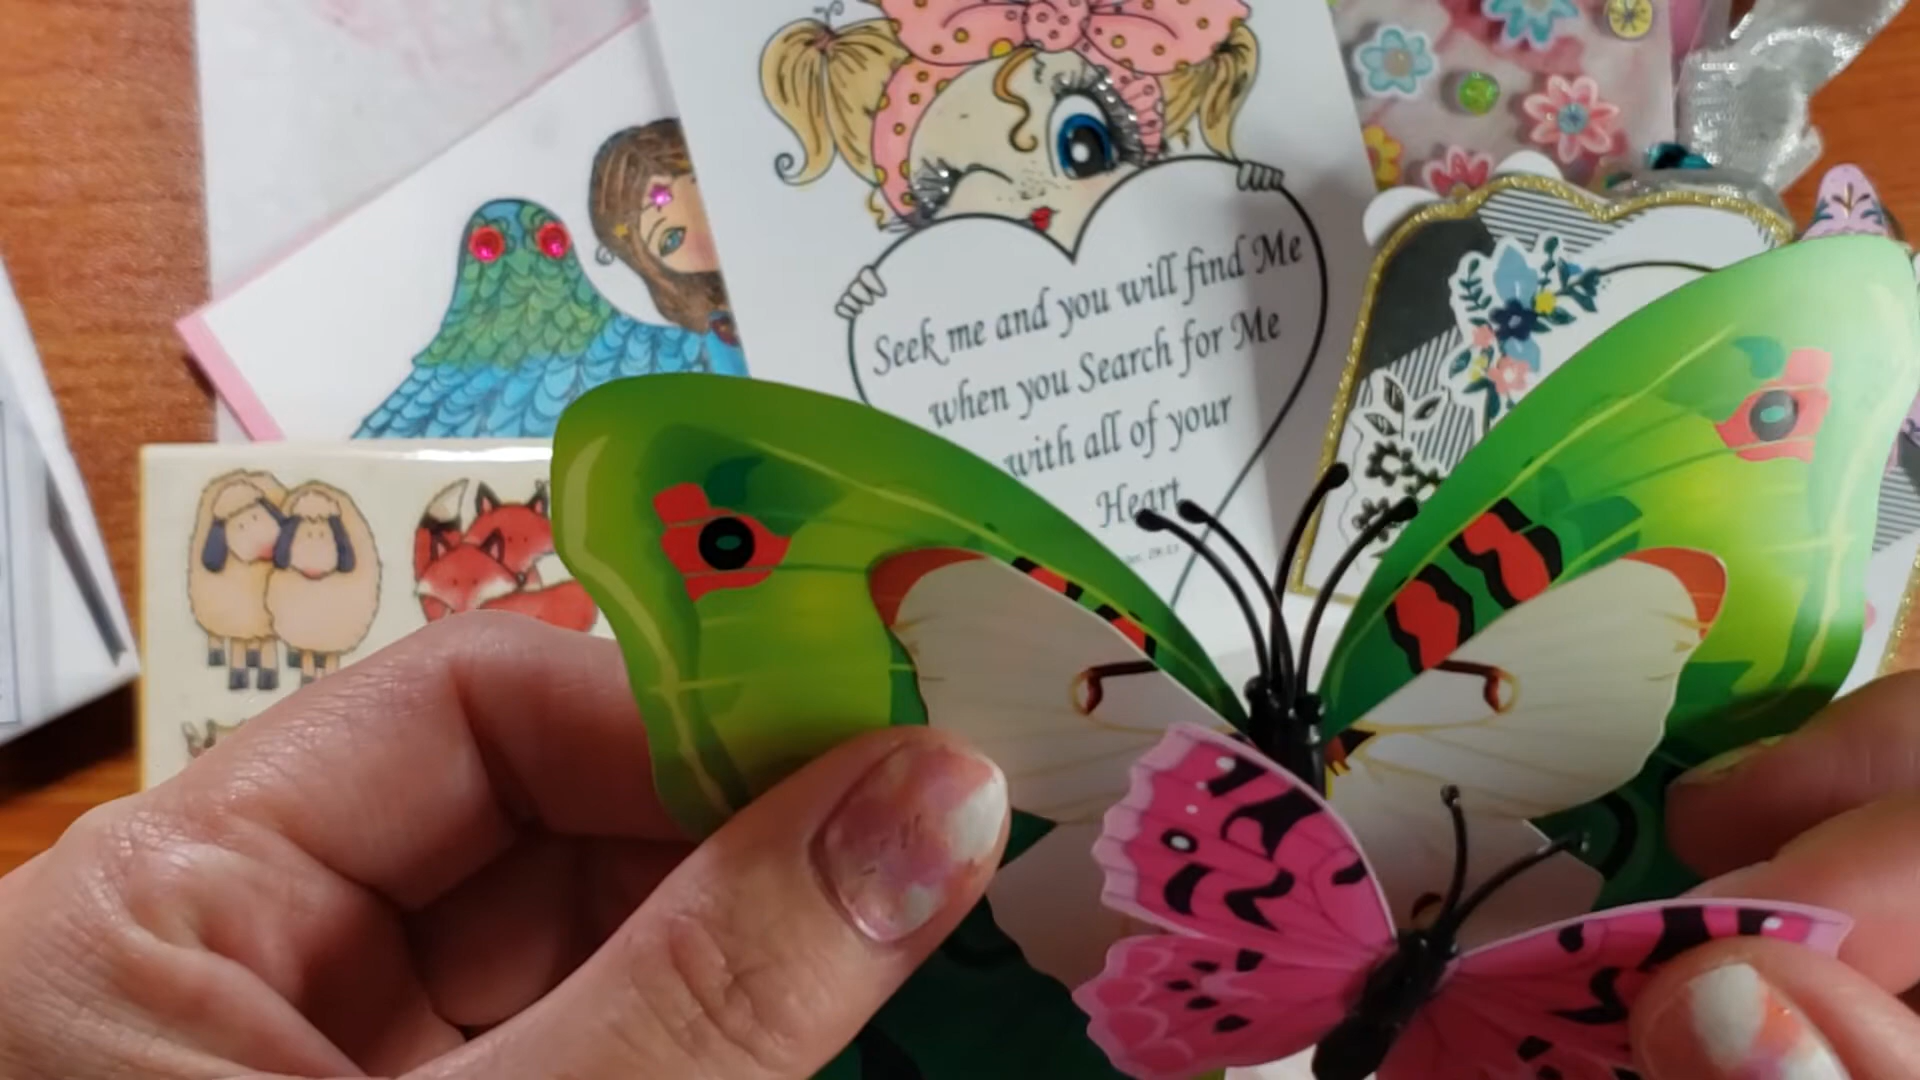 Seek me and you will find Me
when you Search for Me
with all of your
Heart